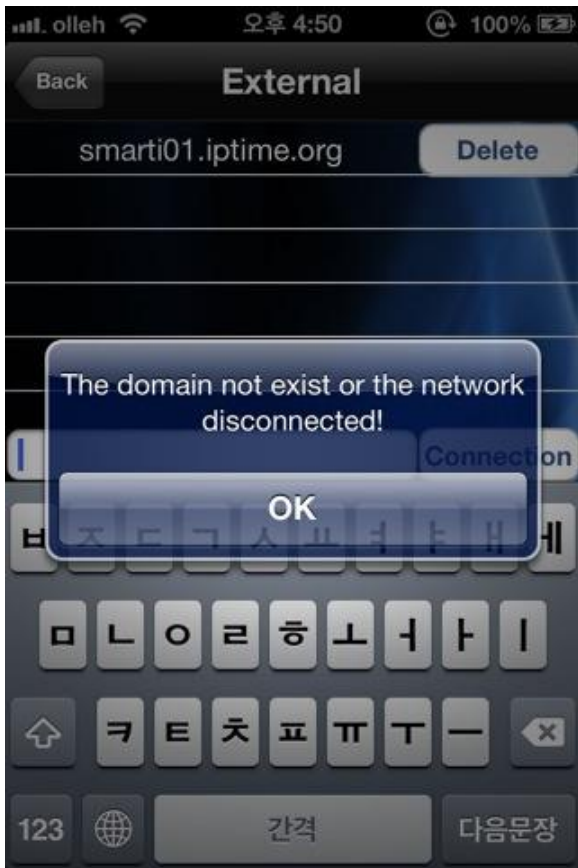 olleh 오후 4:50 100%
Back External
smarti01.iptime.org Delete
The domain not exist or the network
disconnected!
Connection
OK
ㅂ ㅈ ㄷ ㄱ ㅅ ㅛ ㅕ ㅑ ㅐ ㅔ
ㅁ ㄴ ㅇ ㄹ ㅎ ㅗ ㅓ ㅏ ㅣ
ㅋ ㅌ ㅊ ㅍ ㅠ ㅜ ㅡ
123 간격 다음문장